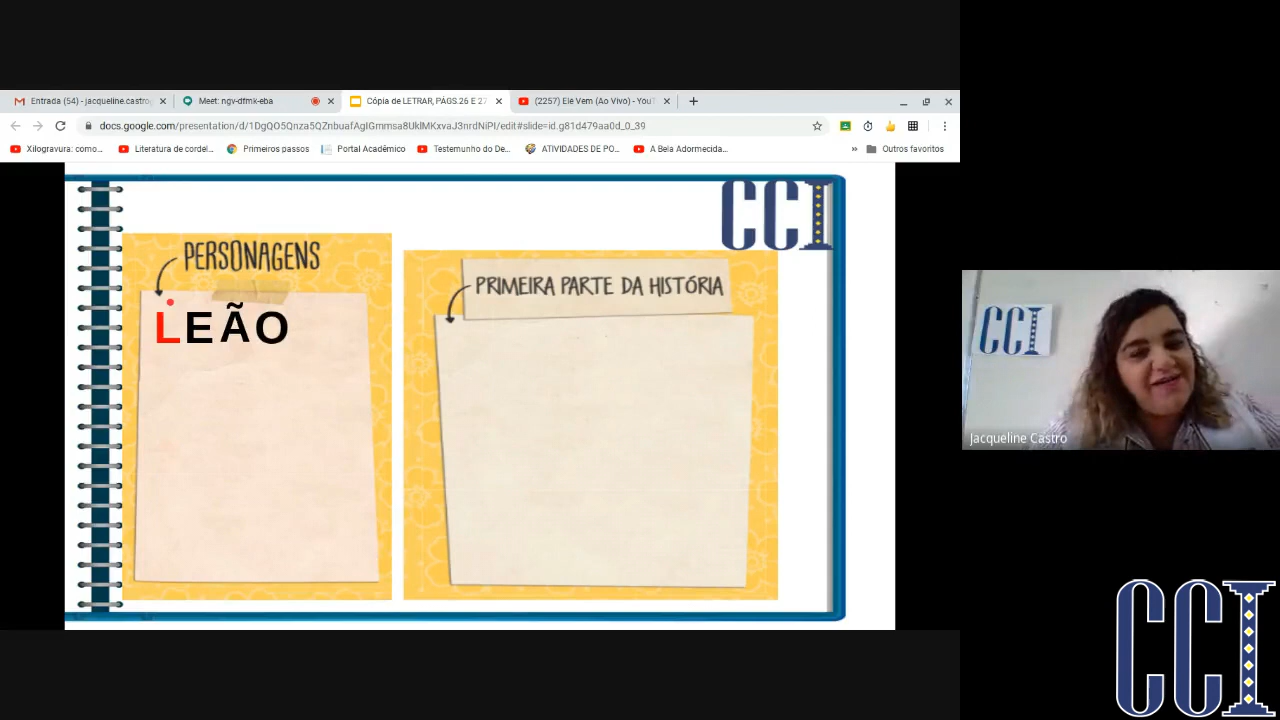 Entrada (54) - jacqueline.castro
Meet: ngv-dfmk-eba
Cópia de LETRAR, PÁGS.26 E 27
(2257) Ele Vem (Ao Vivo) - YouT
docs.google.com/presentation/d/1DgQO5Qnza5QZnbuafAgIGmmsa8UklMKxvaJ3nrdNiPI/edit#slide=id.g81d479aa0d_0_39
Xilogravura: como...
Literatura de cordel...
Primeiros passos
Portal Acadêmico
Testemunho do De...
ATIVIDADES DE PO...
A Bela Adormecida...
»
Outros favoritos
CCI
PERSONAGENS
LEÃO
PRIMEIRA PARTE DA HISTÓRIA
CCI
Jacqueline Castro
CCI